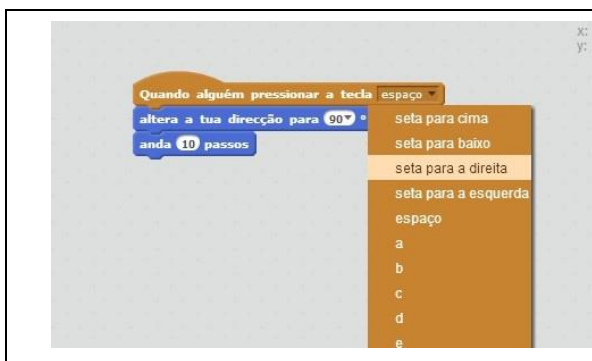 x:
y:
Quando alguém pressionar a tecla espaço
altera a tua direcção para 90 º
anda 10 passos
seta para cima
seta para baixo
seta para a direita
seta para a esquerda
espaço
a
b
c
d
e